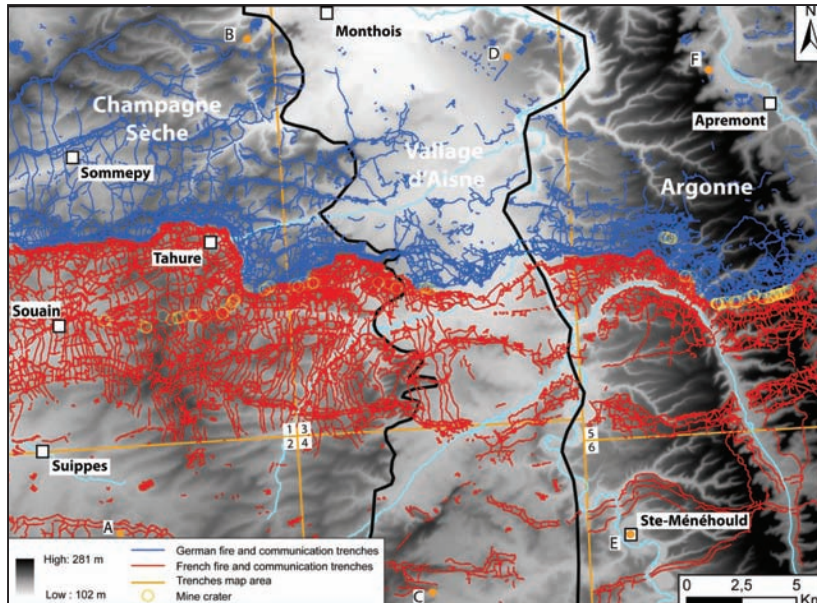 B
Monthois
N
D
F
Champagne
Sèche
Apremont
Vallage
d'Aisne
Sommepy
Argonne
Tahure
Souain
1 3
2 4
5
6
Suippes
A
Ste-Ménéhould
E
High: 281 m
Low : 102 m
German fire and communication trenches
French fire and communication trenches
Trenches map area
Mine crater
C
0 2,5 5
Km